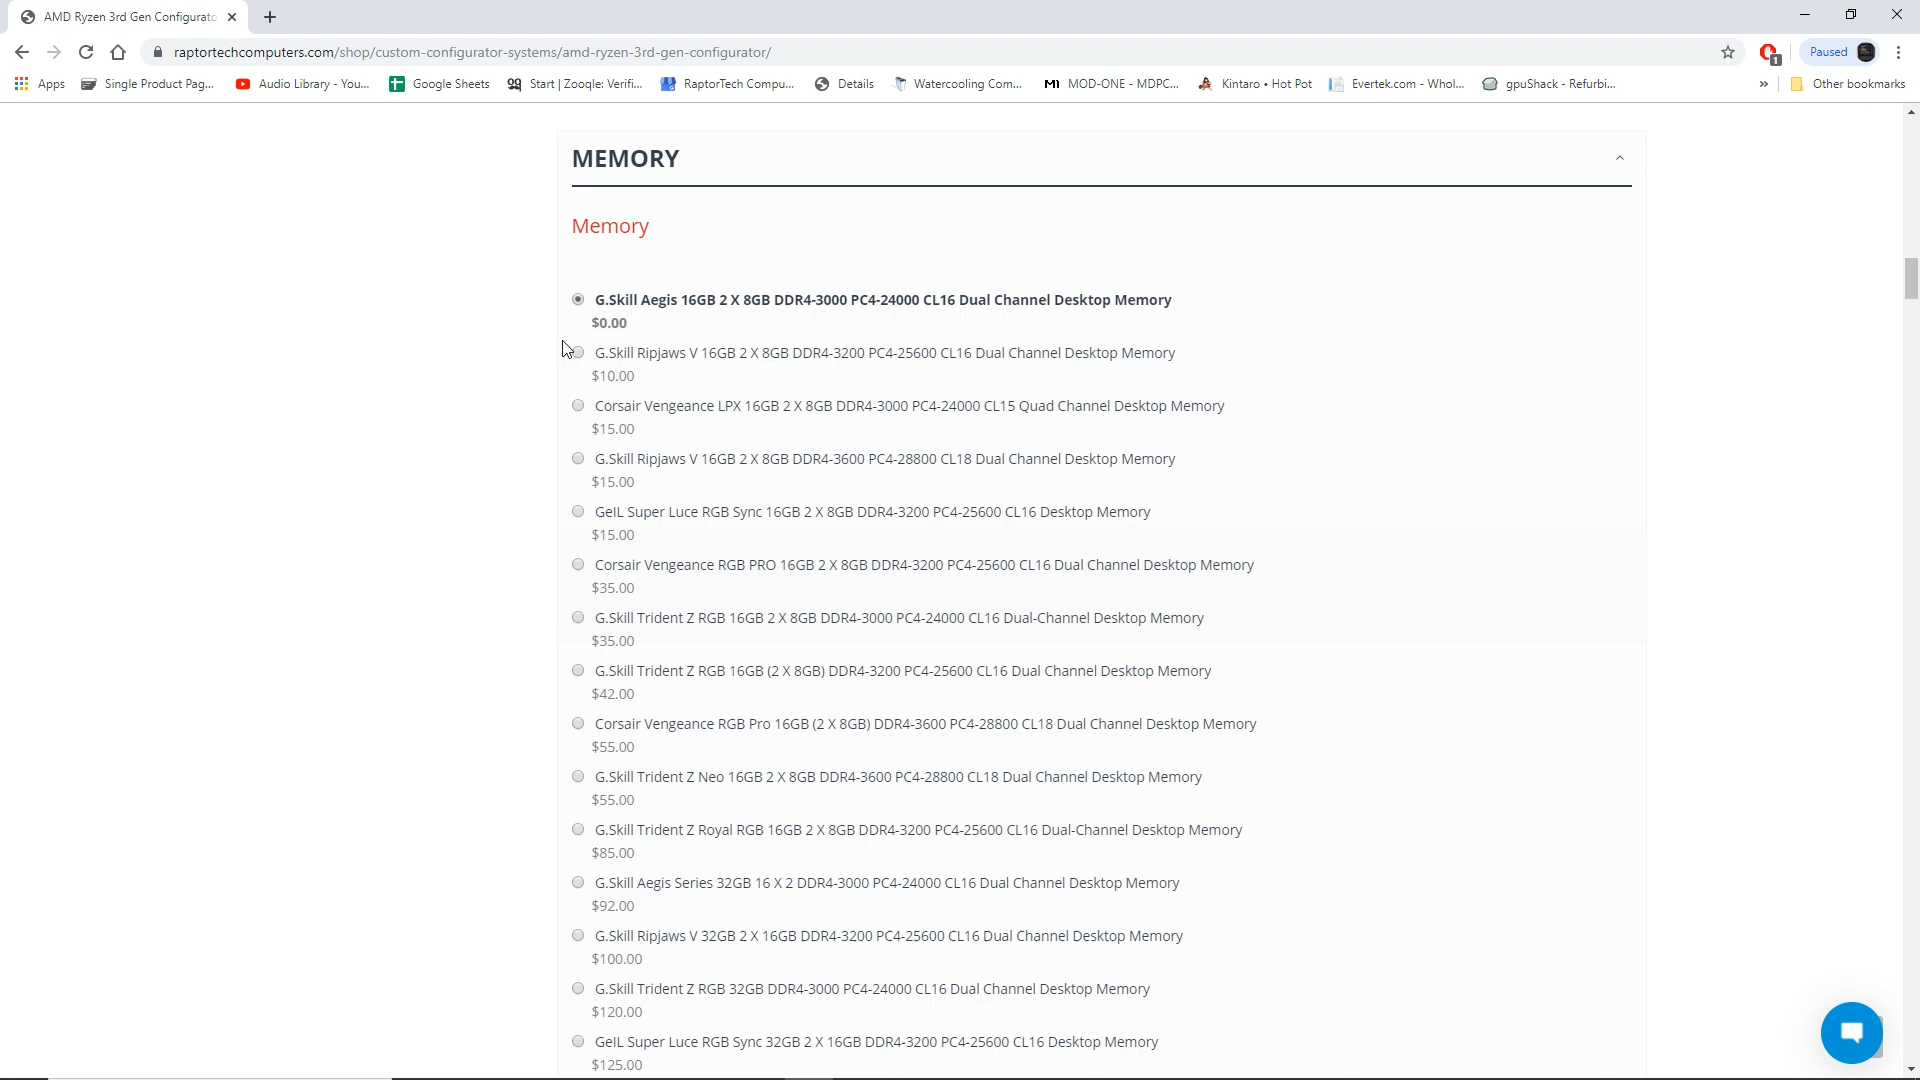 AMD Ryzen 3rd Gen Configurato
raptortechcomputers.com/shop/custom-configurator-systems/amd-ryzen-3rd-gen-configurator/
1
Paused
Apps
Single Product Pag...
Audio Library - You...
Google Sheets
Start | Zooqle: Verifi...
RaptorTech Compu...
Details
Watercooling Com...
MOD-ONE - MDPC...
Kintaro • Hot Pot
Evertek.com - Whol...
gpuShack - Refurbi...
»
Other bookmarks
MEMORY
Memory
G.Skill Aegis 16GB 2 X 8GB DDR4-3000 PC4-24000 CL16 Dual Channel Desktop Memory
$0.00
G.Skill Ripjaws V 16GB 2 X 8GB DDR4-3200 PC4-25600 CL16 Dual Channel Desktop Memory
$10.00
Corsair Vengeance LPX 16GB 2 X 8GB DDR4-3000 PC4-24000 CL15 Quad Channel Desktop Memory
$15.00
G.Skill Ripjaws V 16GB 2 X 8GB DDR4-3600 PC4-28800 CL18 Dual Channel Desktop Memory
$15.00
GeIL Super Luce RGB Sync 16GB 2 X 8GB DDR4-3200 PC4-25600 CL16 Desktop Memory
$15.00
Corsair Vengeance RGB PRO 16GB 2 X 8GB DDR4-3200 PC4-25600 CL16 Dual Channel Desktop Memory
$35.00
G.Skill Trident Z RGB 16GB 2 X 8GB DDR4-3000 PC4-24000 CL16 Dual-Channel Desktop Memory
$35.00
G.Skill Trident Z RGB 16GB (2 X 8GB) DDR4-3200 PC4-25600 CL16 Dual Channel Desktop Memory
$42.00
Corsair Vengeance RGB Pro 16GB (2 X 8GB) DDR4-3600 PC4-28800 CL18 Dual Channel Desktop Memory
$55.00
G.Skill Trident Z Neo 16GB 2 X 8GB DDR4-3600 PC4-28800 CL18 Dual Channel Desktop Memory
$55.00
G.Skill Trident Z Royal RGB 16GB 2 X 8GB DDR4-3200 PC4-25600 CL16 Dual-Channel Desktop Memory
$85.00
G.Skill Aegis Series 32GB 16 X 2 DDR4-3000 PC4-24000 CL16 Dual Channel Desktop Memory
$92.00
G.Skill Ripjaws V 32GB 2 X 16GB DDR4-3200 PC4-25600 CL16 Dual Channel Desktop Memory
$100.00
G.Skill Trident Z RGB 32GB DDR4-3000 PC4-24000 CL16 Dual Channel Desktop Memory
$120.00
GeIL Super Luce RGB Sync 32GB 2 X 16GB DDR4-3200 PC4-25600 CL16 Desktop Memory
$125.00